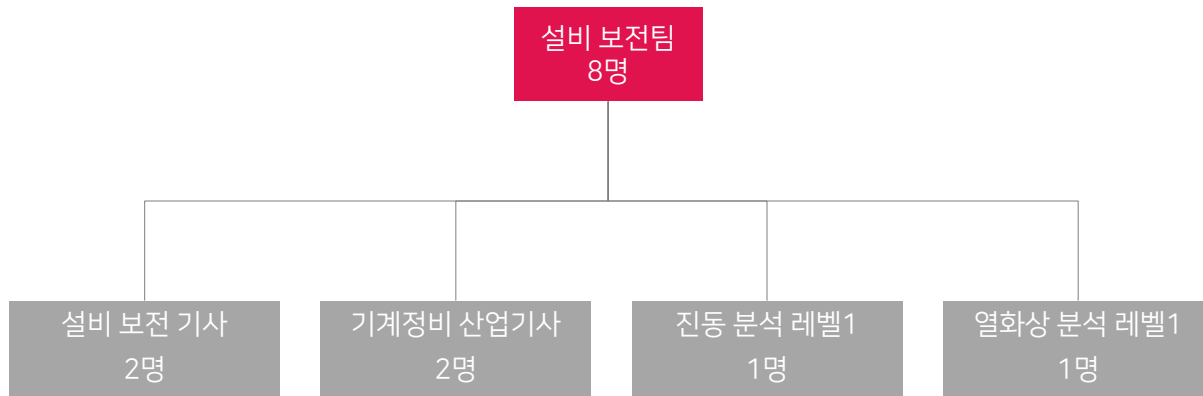 설비 보전팀
8명
설비 보전 기사
2명
기계정비 산업기사
2명
진동 분석 레벨1
1명
열화상 분석 레벨1
1명